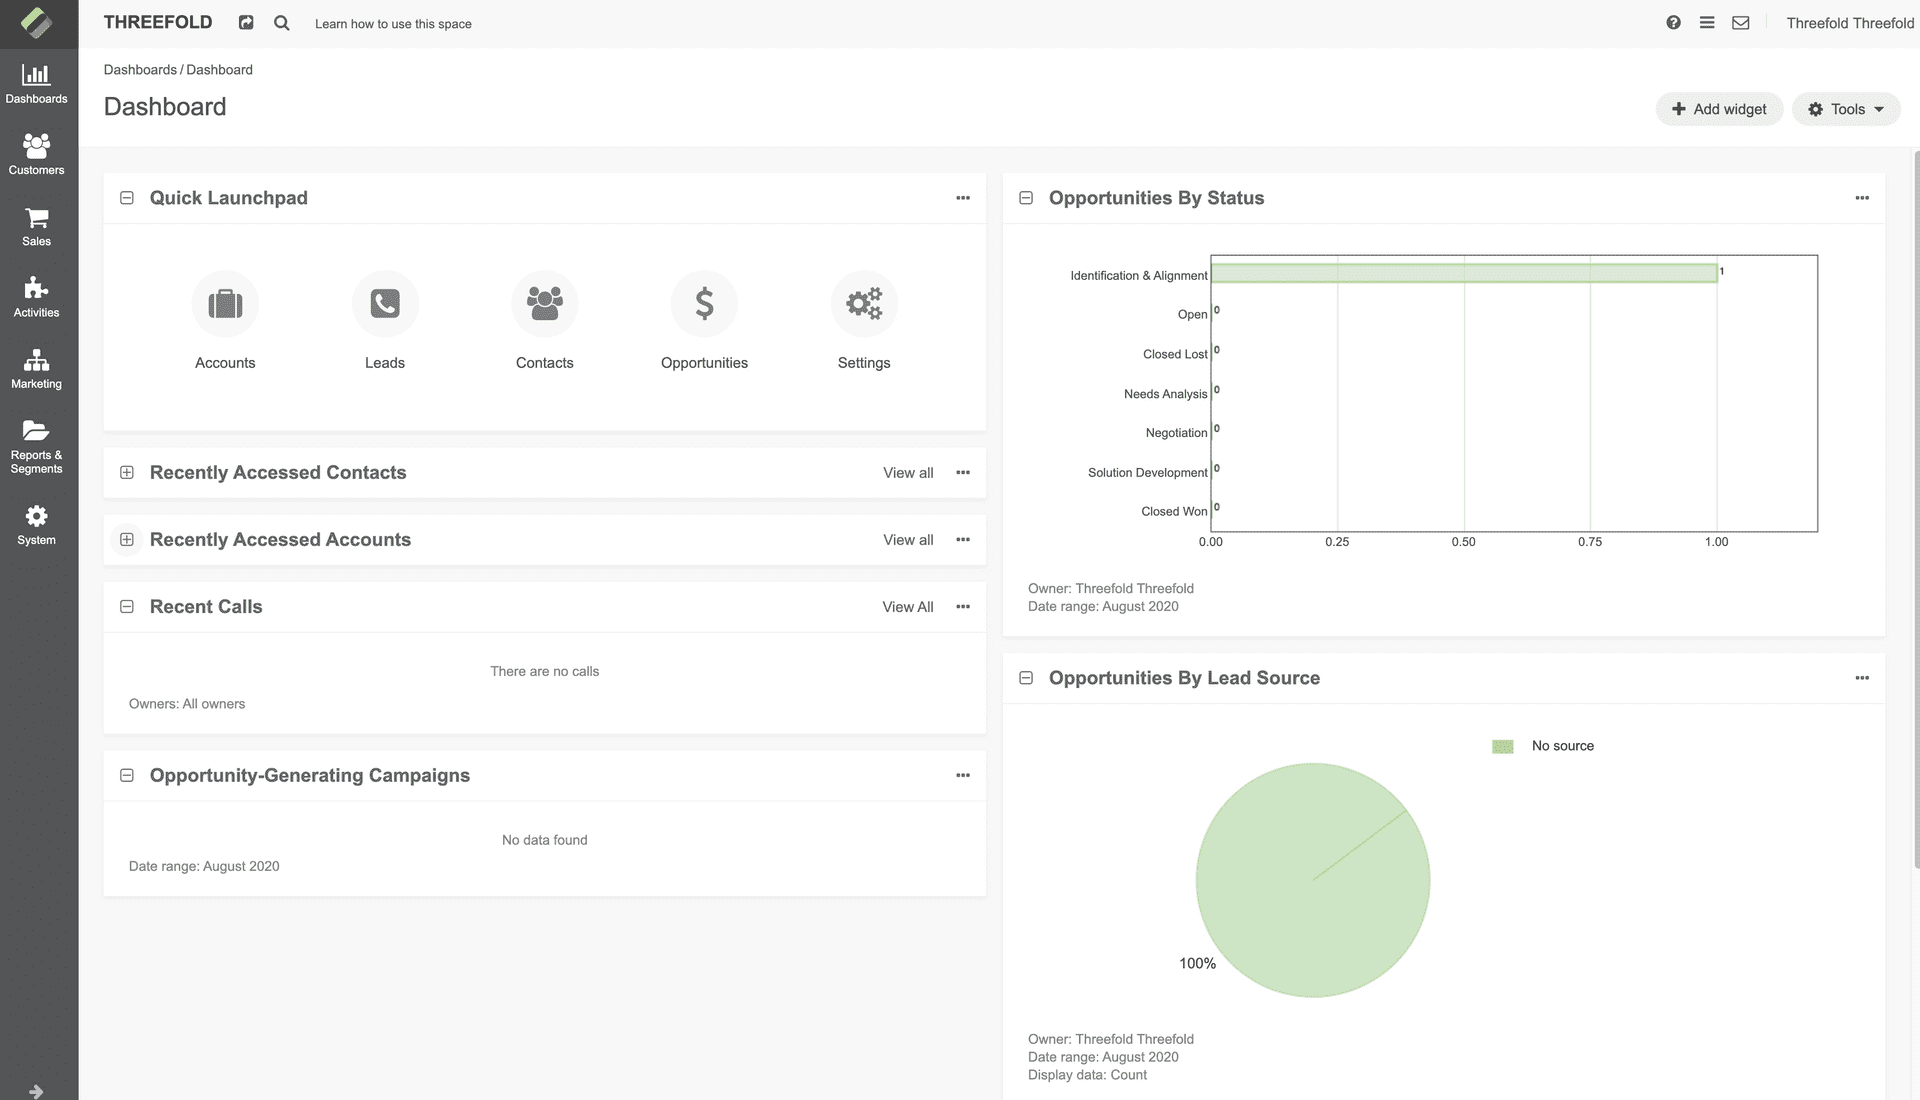 THREEFOLD
Learn how to use this space
Threefold Threefold
Dashboards
Customers
Sales
Activities
Marketing
Reports &
Segments
System
Dashboards / Dashboard
Dashboard
Add widget
Tools
Quick Launchpad
Accounts
Leads
Contacts
Opportunities
Settings
Recently Accessed Contacts
View all
Recently Accessed Accounts
View all
Recent Calls
View All
There are no calls
Owners: All owners
Opportunity-Generating Campaigns
No data found
Date range: August 2020
Opportunities By Status
Identification & Alignment 1
Open 0
Closed Lost 0
Needs Analysis 0
Negotiation 0
Solution Development 0
Closed Won 0
0.00 0.25 0.50 0.75 1.00
Owner: Threefold Threefold
Date range: August 2020
Opportunities By Lead Source
No source
100%
Owner: Threefold Threefold
Date range: August 2020
Display data: Count